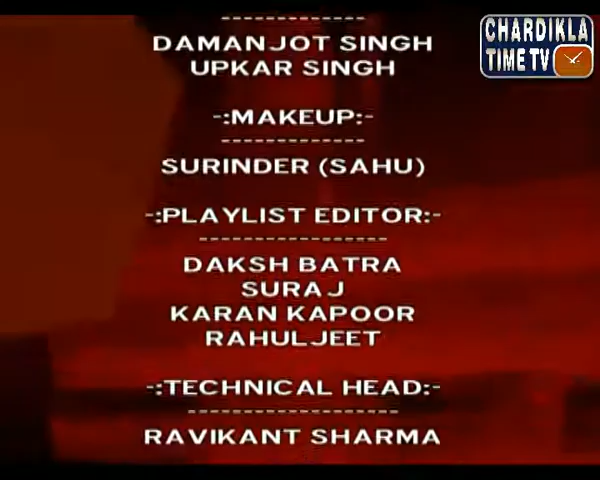 --------------
DAMANJOT SINGH
UPKAR SINGH
-:MAKEUP:-
--------------
SURINDER (SAHU)
-:PLAYLIST EDITOR:-
------------------
DAKSH BATRA
SURAJ
KARAN KAPOOR
RAHULJEET
-:TECHNICAL HEAD:-
--------------------
RAVIKANT SHARMA
CHARDIKLA
TIME TV